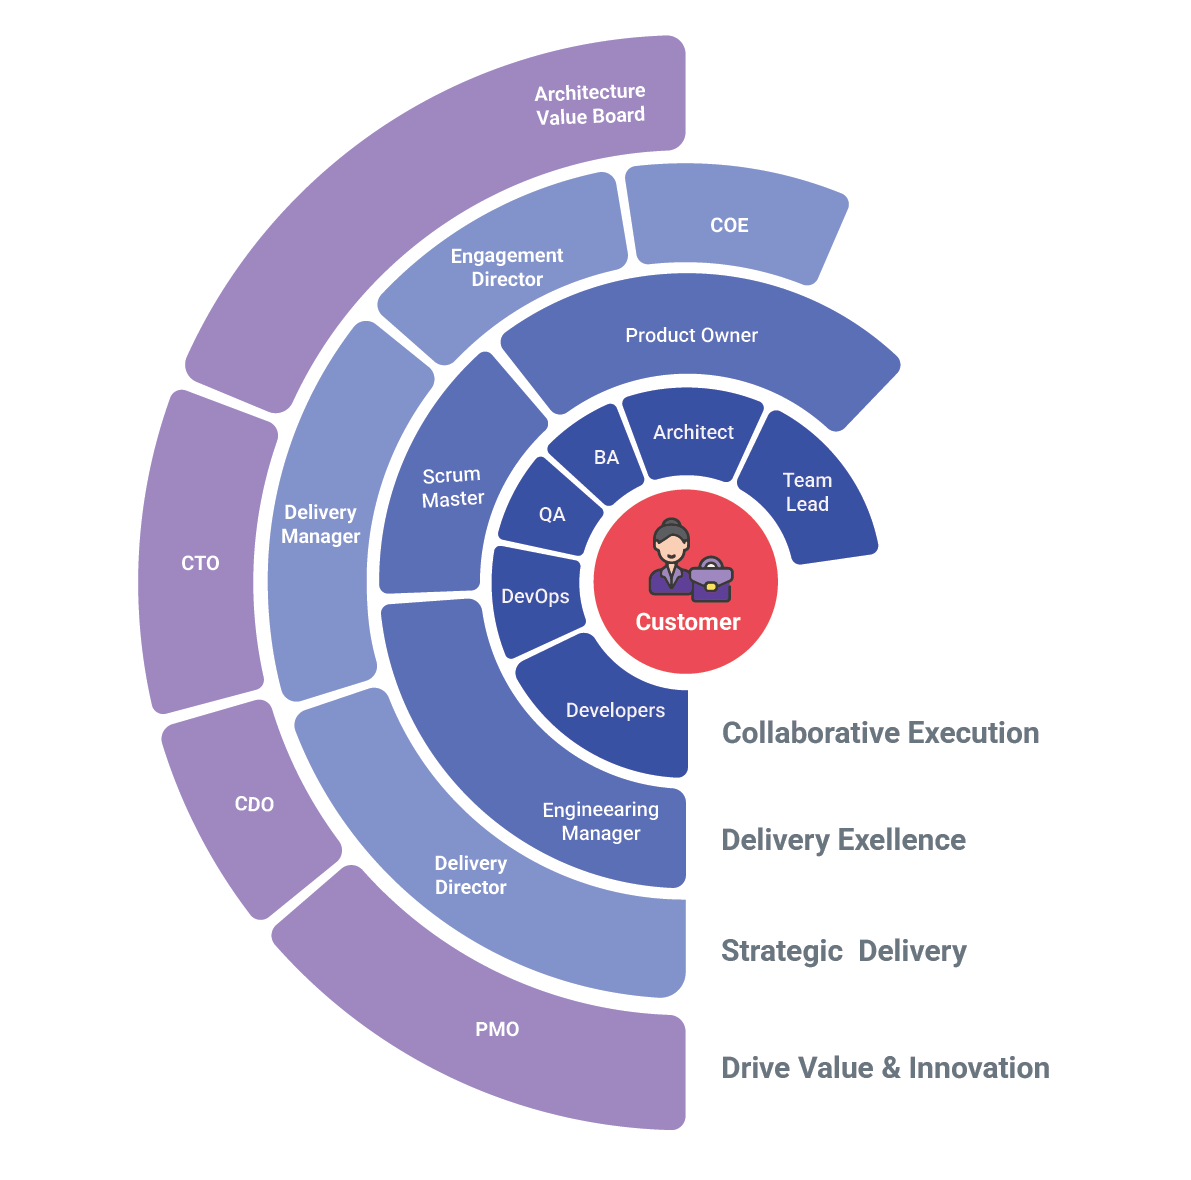 Architecture
Value Board
COE
Engagement
Director
Product Owner
Architect
BA
Team
Lead
Scrum
Master
QA
Delivery
Manager
CTO
DevOps
Customer
Developers
Collaborative Execution
CDO
Engineearing
Manager
Delivery Exellence
Delivery
Director
Strategic  Delivery
PMO
Drive Value & Innovation